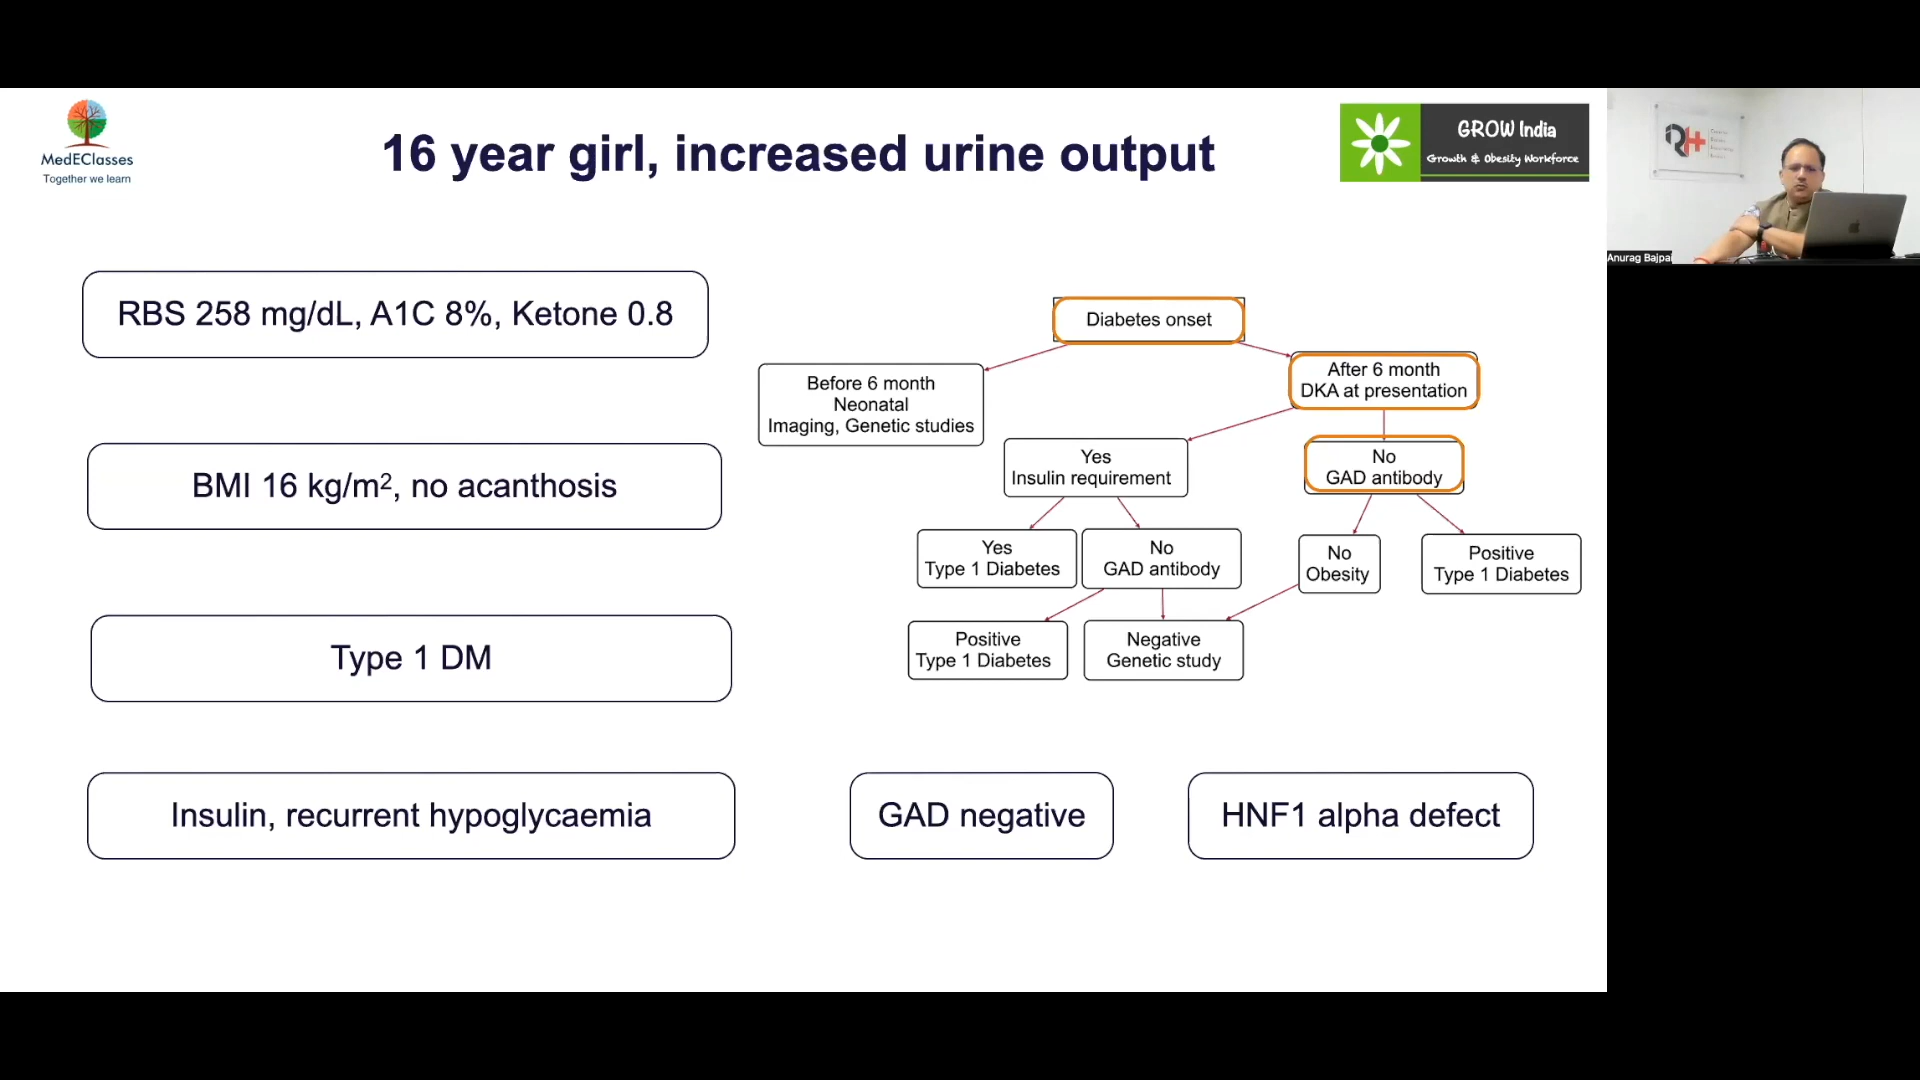 MedEClasses
Together we learn
16 year girl, increased urine output
GROW India
Growth & Obesity Workforce
RBS 258 mg/dL, A1C 8%, Ketone 0.8
BMI 16 kg/m², no acanthosis
Type 1 DM
Insulin, recurrent hypoglycaemia
Diabetes onset
Before 6 month
Neonatal
Imaging, Genetic studies
After 6 month
DKA at presentation
Yes
Insulin requirement
No
GAD antibody
Yes
Type 1 Diabetes
No
GAD antibody
No
Obesity
Positive
Type 1 Diabetes
Positive
Type 1 Diabetes
Negative
Genetic study
GAD negative
HNF1 alpha defect
RH
Anurag Bajpai